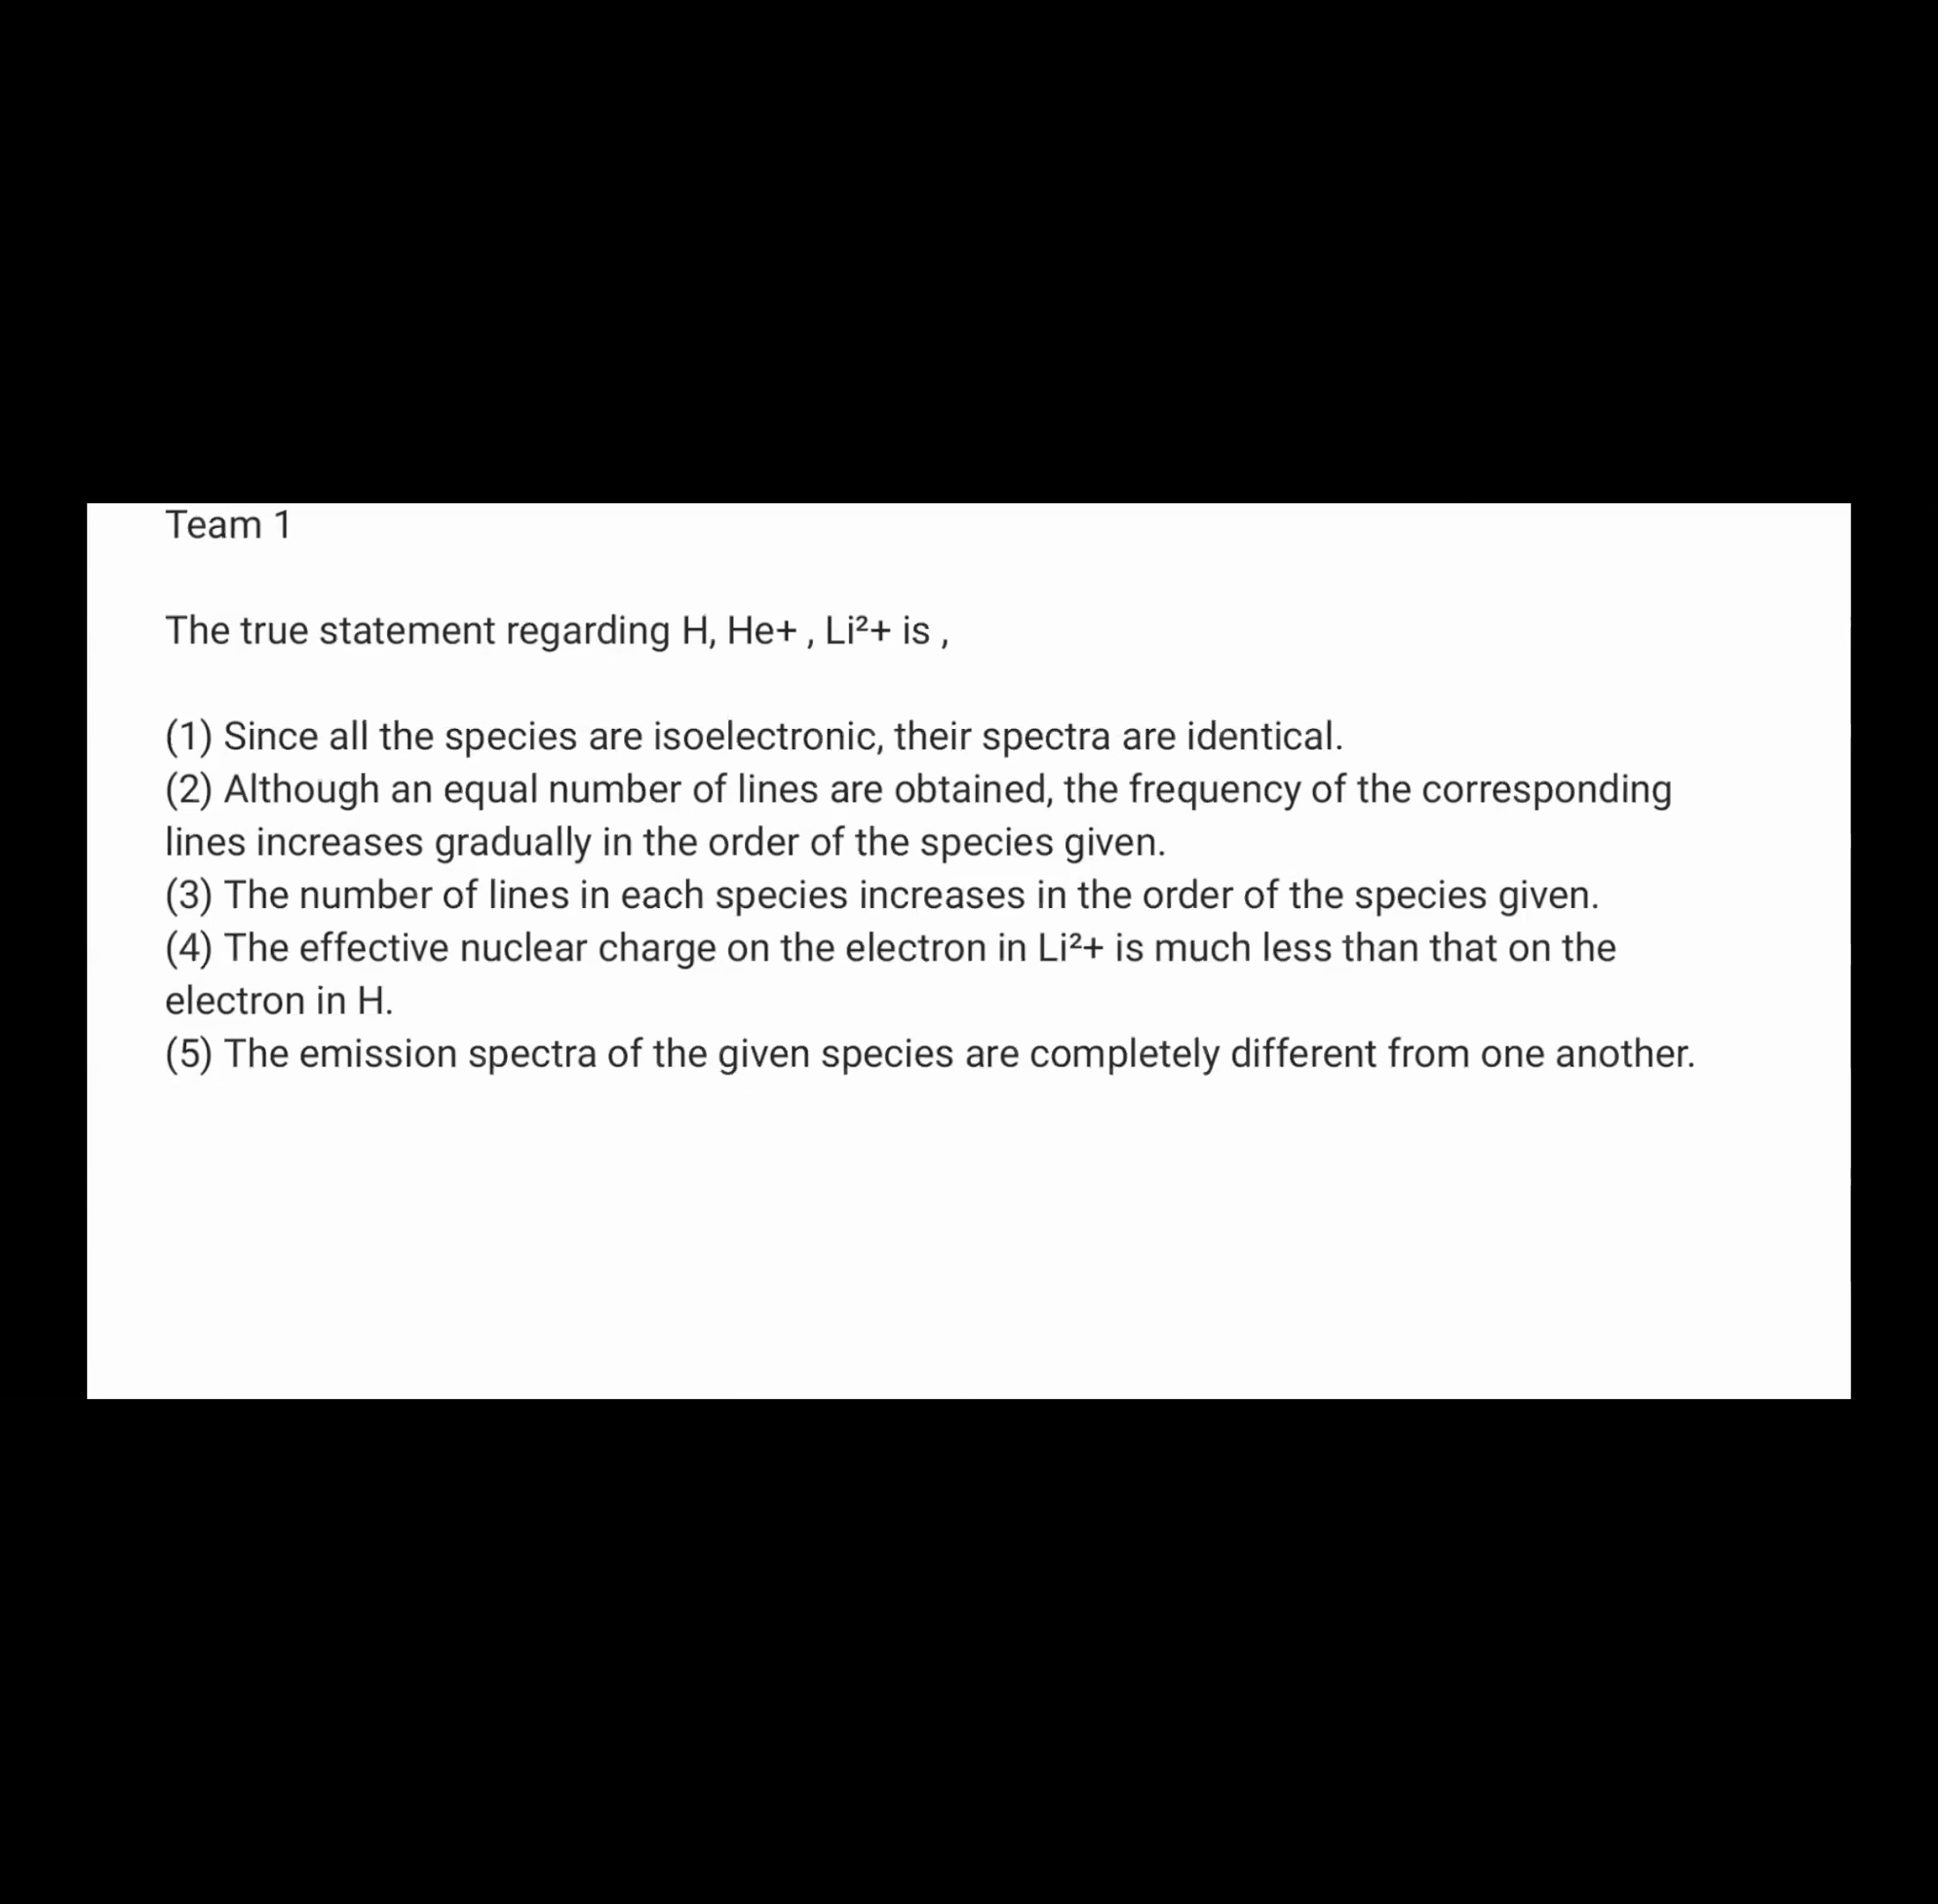 Team 1
The true statement regarding H, He+ , Li²+ is ,
(1) Since all the species are isoelectronic, their spectra are identical.
(2) Although an equal number of lines are obtained, the frequency of the corresponding
lines increases gradually in the order of the species given.
(3) The number of lines in each species increases in the order of the species given.
(4) The effective nuclear charge on the electron in Li²+ is much less than that on the
electron in H.
(5) The emission spectra of the given species are completely different from one another.